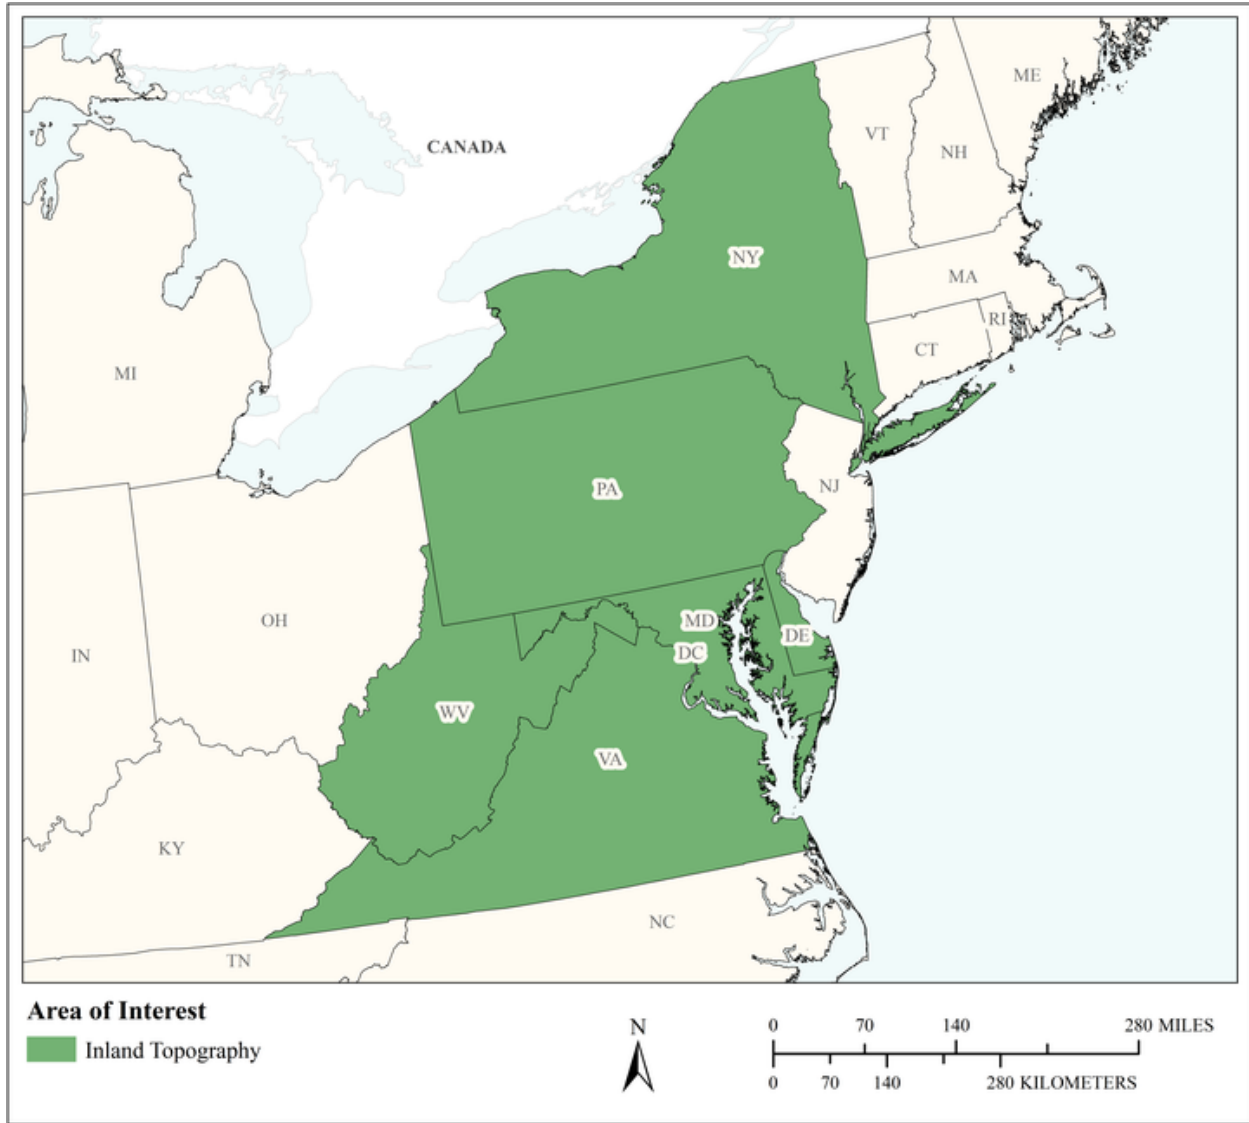 ME
CANADA
VT
NH
NY
MA
RI
CT
MI
PA
NJ
OH
MD
DE
DC
IN
WV
VA
KY
NC
TN
Area of Interest
Inland Topography
N
0 70 140 280 MILES
0 70 140 280 KILOMETERS